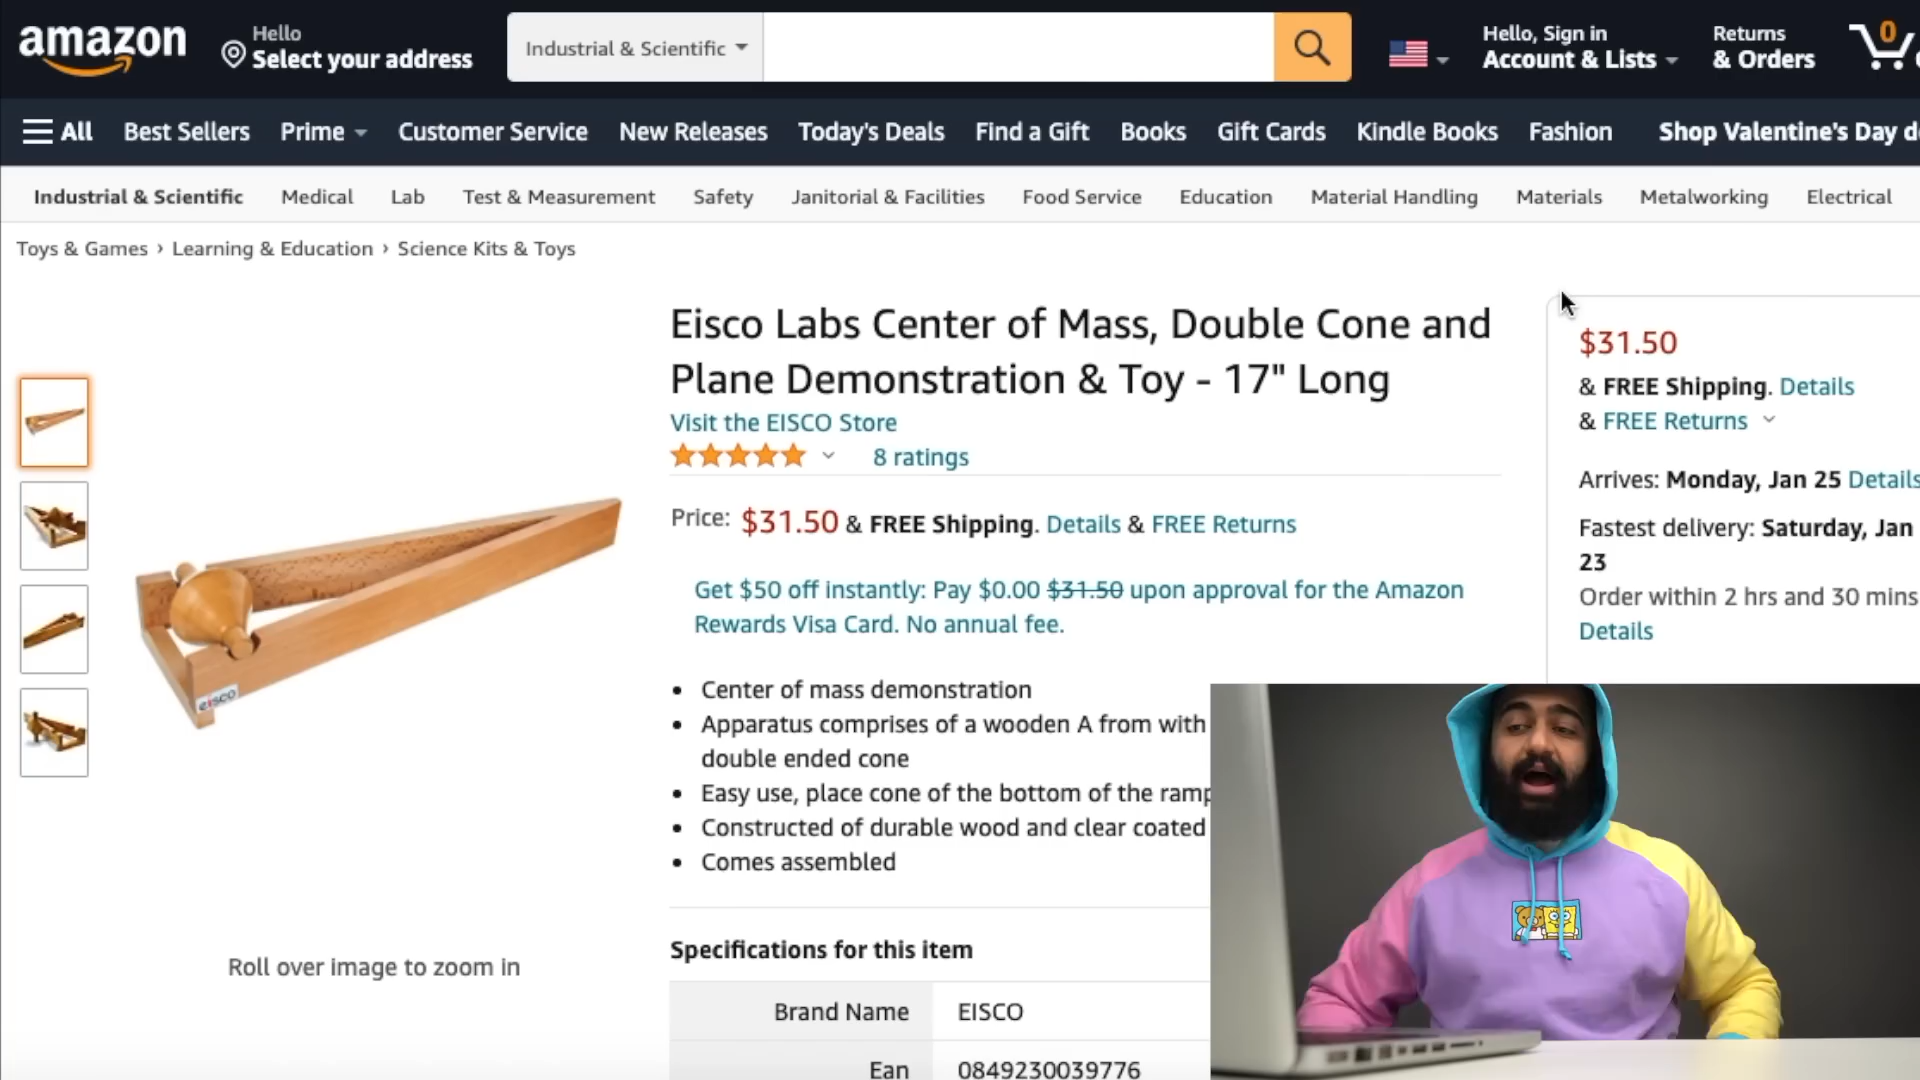 amazon
Hello
Select your address
Industrial & Scientific
Hello, Sign in
Account & Lists
Returns
& Orders
0
All
Best Sellers
Prime
Customer Service
New Releases
Today's Deals
Find a Gift
Books
Gift Cards
Kindle Books
Fashion
Shop Valentine's Day
Industrial & Scientific
Medical
Lab
Test & Measurement
Safety
Janitorial & Facilities
Food Service
Education
Material Handling
Materials
Metalworking
Electrical
Toys & Games › Learning & Education › Science Kits & Toys
Eisco Labs Center of Mass, Double Cone and
Plane Demonstration & Toy - 17" Long
Visit the EISCO Store
8 ratings
Price: $31.50 & FREE Shipping. Details & FREE Returns
Get $50 off instantly: Pay $0.00 $31.50 upon approval for the Amazon
Rewards Visa Card. No annual fee.
• Center of mass demonstration
• Apparatus comprises of a wooden A from with
double ended cone
• Easy use, place cone of the bottom of the ramp
• Constructed of durable wood and clear coated
• Comes assembled
Specifications for this item
Brand Name EISCO
Ean 0849230039776
eisco
Roll over image to zoom in
$31.50
& FREE Shipping. Details
& FREE Returns
Arrives: Monday, Jan 25 Details
Fastest delivery: Saturday, Jan
23
Order within 2 hrs and 30 mins
Details